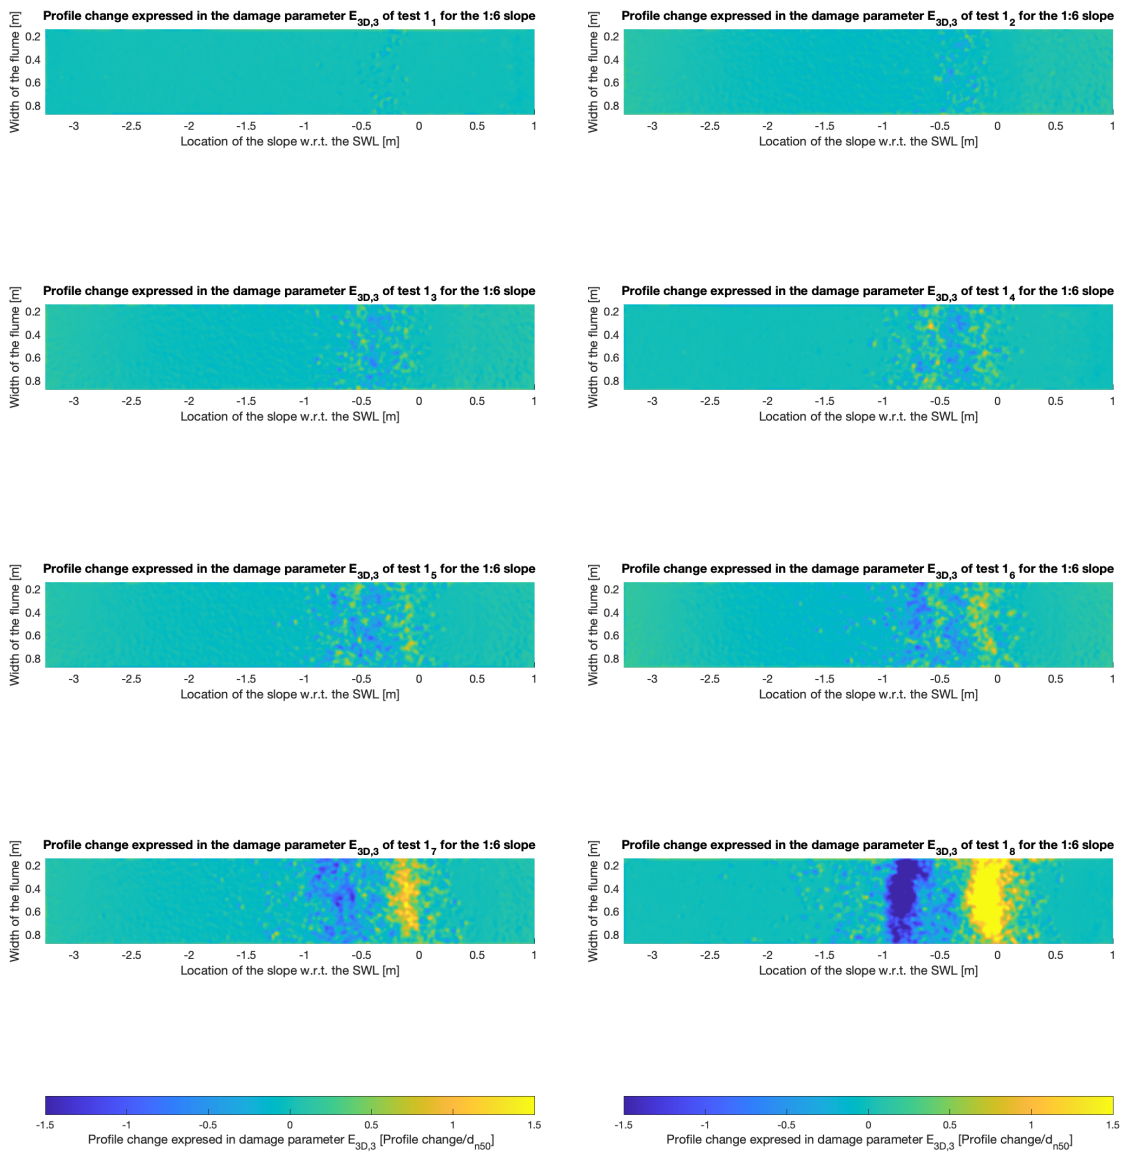 Profile change expressed in the damage parameter E3D,3 of test 11 for the 1:6 slope
Width of the flume [m]
0.2
0.4
0.6
0.8
-3 -2.5 -2 -1.5 -1 -0.5 0 0.5 1
Location of the slope w.r.t. the SWL [m]
Profile change expressed in the damage parameter E3D,3 of test 12 for the 1:6 slope
Width of the flume [m]
0.2
0.4
0.6
0.8
-3 -2.5 -2 -1.5 -1 -0.5 0 0.5 1
Location of the slope w.r.t. the SWL [m]
Profile change expressed in the damage parameter E3D,3 of test 13 for the 1:6 slope
Width of the flume [m]
0.2
0.4
0.6
0.8
-3 -2.5 -2 -1.5 -1 -0.5 0 0.5 1
Location of the slope w.r.t. the SWL [m]
Profile change expressed in the damage parameter E3D,3 of test 14 for the 1:6 slope
Width of the flume [m]
0.2
0.4
0.6
0.8
-3 -2.5 -2 -1.5 -1 -0.5 0 0.5 1
Location of the slope w.r.t. the SWL [m]
Profile change expressed in the damage parameter E3D,3 of test 15 for the 1:6 slope
Width of the flume [m]
0.2
0.4
0.6
0.8
-3 -2.5 -2 -1.5 -1 -0.5 0 0.5 1
Location of the slope w.r.t. the SWL [m]
Profile change expressed in the damage parameter E3D,3 of test 16 for the 1:6 slope
Width of the flume [m]
0.2
0.4
0.6
0.8
-3 -2.5 -2 -1.5 -1 -0.5 0 0.5 1
Location of the slope w.r.t. the SWL [m]
Profile change expressed in the damage parameter E3D,3 of test 17 for the 1:6 slope
Width of the flume [m]
0.2
0.4
0.6
0.8
-3 -2.5 -2 -1.5 -1 -0.5 0 0.5 1
Location of the slope w.r.t. the SWL [m]
Profile change expressed in the damage parameter E3D,3 of test 18 for the 1:6 slope
Width of the flume [m]
0.2
0.4
0.6
0.8
-3 -2.5 -2 -1.5 -1 -0.5 0 0.5 1
Location of the slope w.r.t. the SWL [m]
-1.5 -1 -0.5 0 0.5 1 1.5
Profile change expresed in damage parameter E3D,3 [Profile change/dn50]
-1.5 -1 -0.5 0 0.5 1 1.5
Profile change expresed in damage parameter E3D,3 [Profile change/dn50]